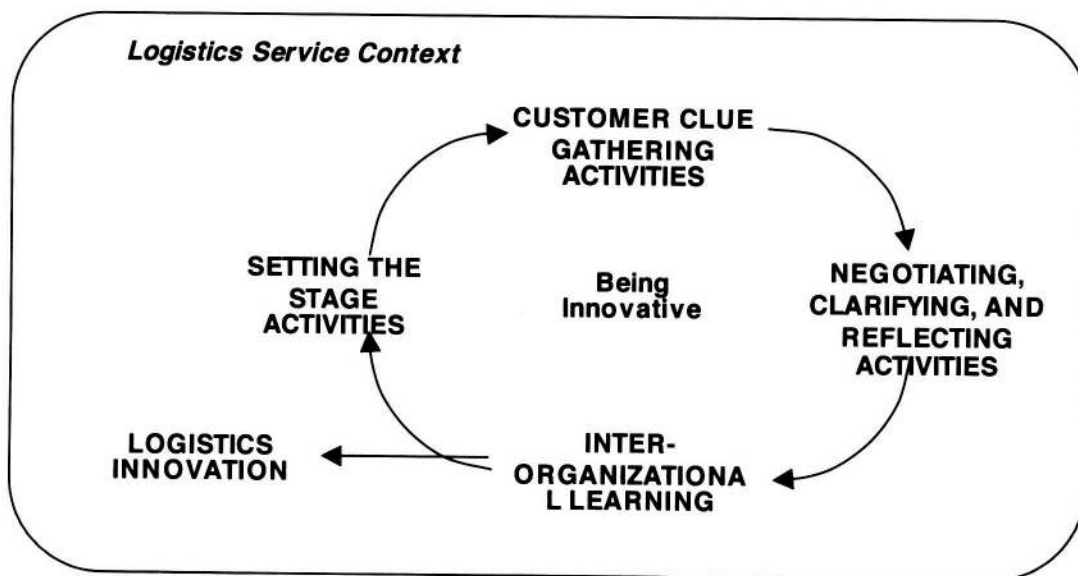 Logistics Service Context
CUSTOMER CLUE
GATHERING
ACTIVITIES
SETTING THE
STAGE
ACTIVITIES
Being
Innovative
NEGOTIATING,
CLARIFYING, AND
REFLECTING
ACTIVITIES
LOGISTICS
INNOVATION
INTER-
ORGANIZATIONA
L LEARNING